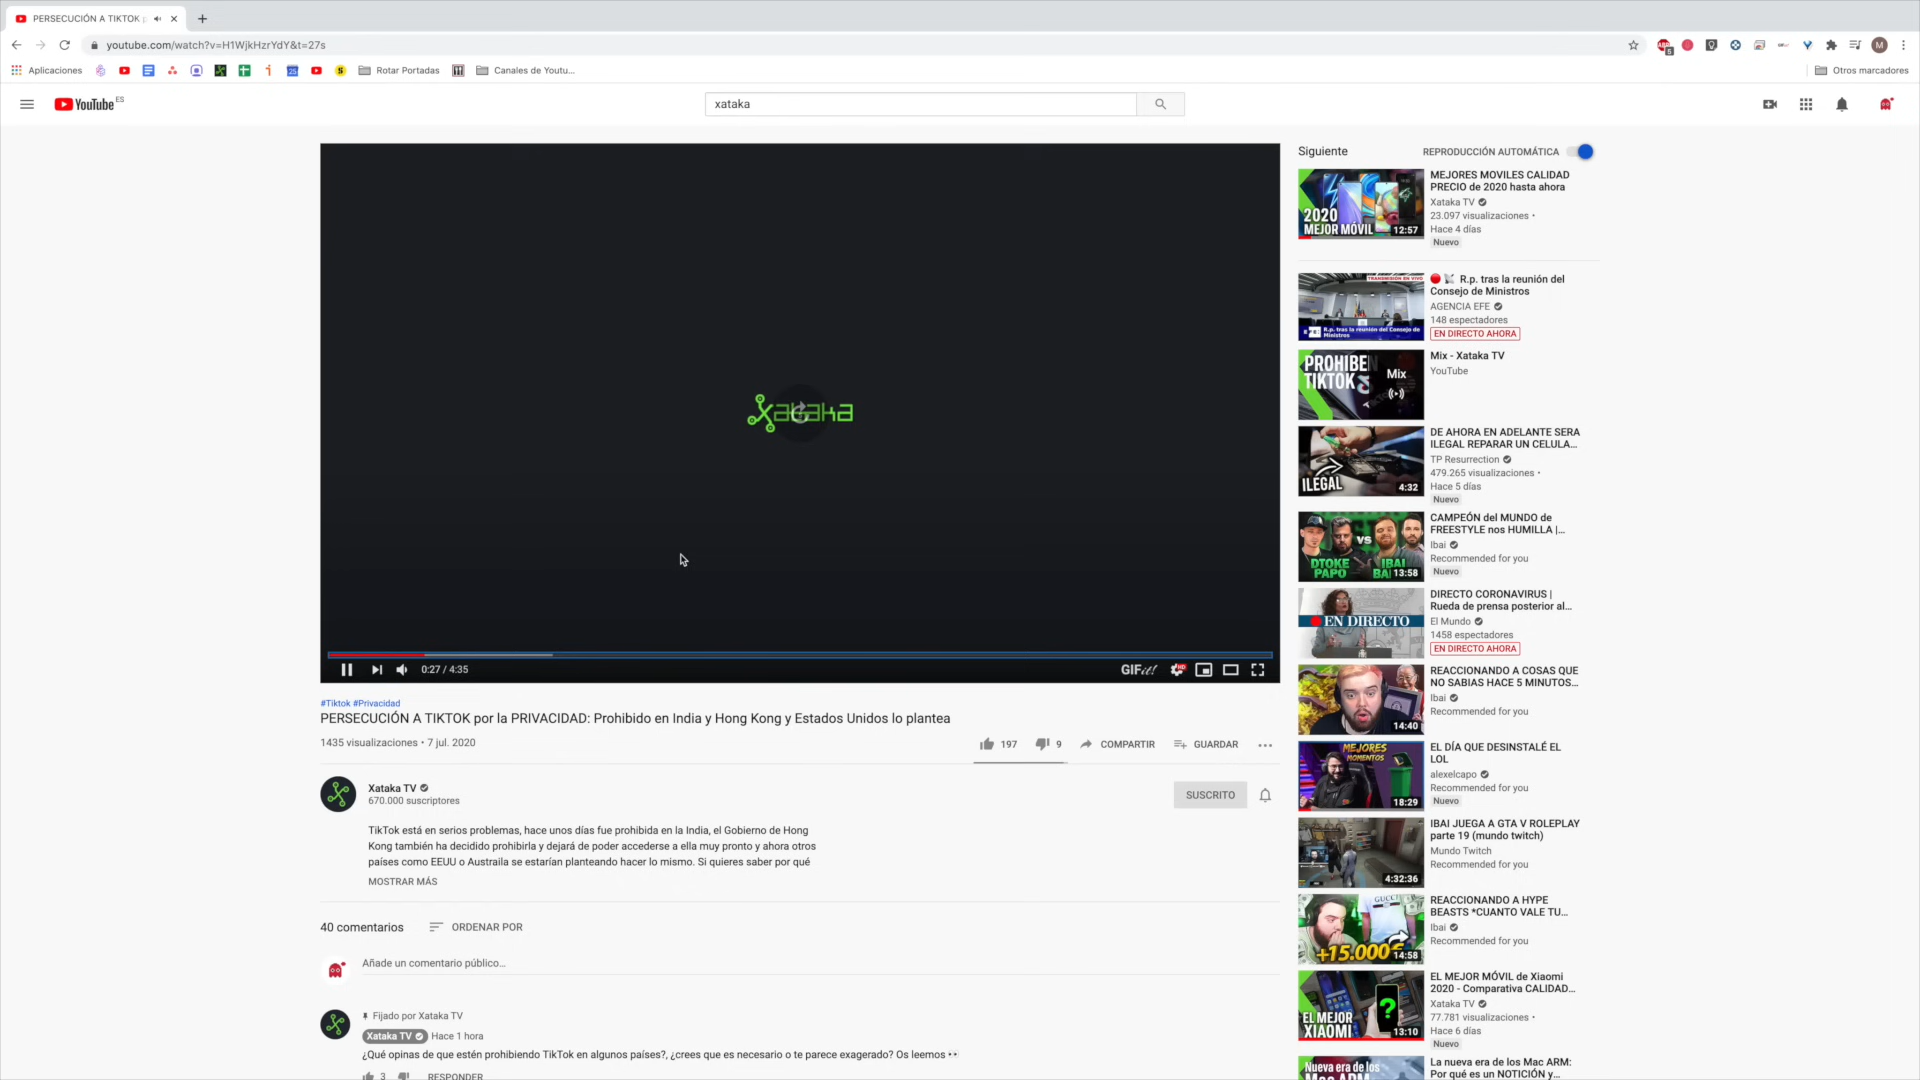 PERSECUCIÓN A TIKTOK
youtube.com/watch?v=H1WjkHzrYdY&t=27s
Aplicaciones
Rotar Portadas
Canales de Youtu...
Otros marcadores
YouTube ES
xataka
xataka
0:27 / 4:35
GIFit!
HD
#Tiktok #Privacidad
PERSECUCIÓN A TIKTOK por la PRIVACIDAD: Prohibido en India y Hong Kong y Estados Unidos lo plantea
1435 visualizaciones • 7 jul. 2020
197
9
COMPARTIR
GUARDAR
Xataka TV
670.000 suscriptores
SUSCRITO
TikTok está en serios problemas, hace unos días fue prohibida en la India, el Gobierno de Hong
Kong también ha decidido prohibirla y dejará de poder accederse a ella muy pronto y ahora otros
países como EEUU o Austraila se estarían planteando hacer lo mismo. Si quieres saber por qué
MOSTRAR MÁS
40 comentarios
ORDENAR POR
Añade un comentario público...
Fijado por Xataka TV
Xataka TV
Hace 1 hora
¿Qué opinas de que estén prohibiendo TikTok en algunos países?, ¿crees que es necesario o te parece exagerado? Os leemos
3
RESPONDER
Siguiente
REPRODUCCIÓN AUTOMÁTICA
2020
MEJOR MÓVIL
12:57
MEJORES MOVILES CALIDAD
PRECIO de 2020 hasta ahora
Xataka TV
23.097 visualizaciones •
Hace 4 días
Nuevo
TRANSMISIÓN EN VIVO
R.p. tras la reunión del Consejo de
Ministros
R.p. tras la reunión del
Consejo de Ministros
AGENCIA EFE
148 espectadores
EN DIRECTO AHORA
PROHIBEN
TIKTOK
Mix
Mix - Xataka TV
YouTube
ILEGAL
4:32
DE AHORA EN ADELANTE SERA
ILEGAL REPARAR UN CELULA...
TP Resurrection
479.265 visualizaciones •
Hace 5 días
Nuevo
VS
DTOKE
PAPO
IBAI
BA
13:58
CAMPEÓN del MUNDO de
FREESTYLE nos HUMILLA |...
Ibai
Recommended for you
Nuevo
EN DIRECTO
DIRECTO CORONAVIRUS |
Rueda de prensa posterior al...
El Mundo
1458 espectadores
EN DIRECTO AHORA
14:40
REACCIONANDO A COSAS QUE
NO SABIAS HACE 5 MINUTOS...
Ibai
Recommended for you
MEJORES
MOMENTOS
18:29
EL DÍA QUE DESINSTALÉ EL
LOL
alexelcapo
Recommended for you
Nuevo
4:32:36
IBAI JUEGA A GTA V ROLEPLAY
parte 19 (mundo twitch)
Mundo Twitch
Recommended for you
GUCCI
+15.000€
14:58
REACCIONANDO A HYPE
BEASTS *CUANTO VALE TU...
Ibai
Recommended for you
EL MEJOR
XIAOMI
?
13:10
EL MEJOR MÓVIL de Xiaomi
2020 - Comparativa CALIDAD...
Xataka TV
77.781 visualizaciones •
Hace 6 días
Nuevo
Nueva era de los
Mac ARM
La nueva era de los Mac ARM:
Por qué es un NOTICIÓN y...